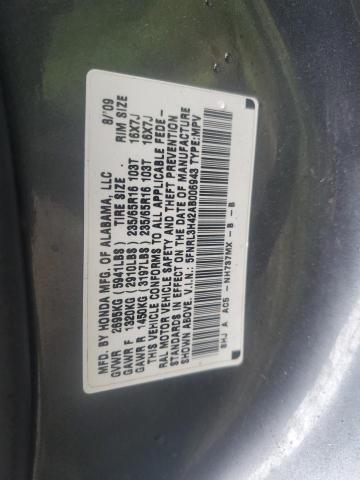 MFD. BY HONDA MFG. OF ALABAMA, LLC 8/'09
GVWR 2695KG (5941LBS) TIRE SIZE RIM SIZE
GAWR F 1320KG (2910LBS) 235/65R16 103T 16X7J
GAWR R 1450KG (3197LBS) 235/65R16 103T 16X7J
THIS VEHICLE CONFORMS TO ALL APPLICABLE FEDE-
RAL MOTOR VEHICLE SAFETY AND THEFT PREVENTION
STANDARDS IN EFFECT ON THE DATE OF MANUFACTURE
SHOWN ABOVE. V.I.N.: 5FNRL3H42AB006943 TYPE:MPV
SHJ A A05 -NH737MX - B - B